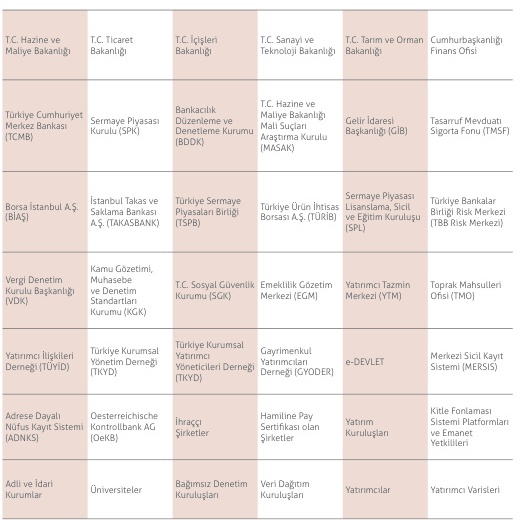 T.C. Hazine ve
Maliye Bakanlığı
T.C. Ticaret
Bakanlığı
T.C. İçişleri
Bakanlığı
T.C. Sanayi ve
Teknoloji Bakanlığı
T.C. Tarım ve Orman
Bakanlığı
Cumhurbaşkanlığı
Finans Ofisi
Türkiye Cumhuriyet
Merkez Bankası
(TCMB)
Sermaye Piyasası
Kurulu (SPK)
Bankacılık
Düzenleme ve
Denetleme Kurumu
(BDDK)
T.C. Hazine ve
Maliye Bakanlığı
Mali Suçları
Araştırma Kurulu
(MASAK)
Gelir İdaresi
Başkanlığı (GİB)
Tasarruf Mevduatı
Sigorta Fonu (TMSF)
Borsa İstanbul A.Ş.
(BİAŞ)
İstanbul Takas ve
Saklama Bankası
A.Ş. (TAKASBANK)
Türkiye Sermaye
Piyasaları Birliği
(TSPB)
Türkiye Ürün İhtisas
Borsası A.Ş. (TÜRİB)
Sermaye Piyasası
Lisanslama, Sicil
ve Eğitim Kuruluşu
(SPL)
Türkiye Bankalar
Birliği Risk Merkezi
(TBB Risk Merkezi)
Vergi Denetim
Kurulu Başkanlığı
(VDK)
Kamu Gözetimi,
Muhasebe
ve Denetim
Standartları
Kurumu (KGK)
T.C. Sosyal Güvenlik
Kurumu (SGK)
Emeklilik Gözetim
Merkezi (EGM)
Yatırımcı Tazmin
Merkezi (YTM)
Toprak Mahsulleri
Ofisi (TMO)
Yatırımcı İlişkileri
Derneği (TÜYİD)
Türkiye Kurumsal
Yönetim Derneği
(TKYD)
Türkiye Kurumsal
Yatırımcı
Yöneticileri Derneği
(TKYD)
Gayrimenkul
Yatırımcıları
Derneği (GYODER)
e-DEVLET
Merkezi Sicil Kayıt
Sistemi (MERSIS)
Adrese Dayalı
Nüfus Kayıt Sistemi
(ADNKS)
Oesterreichische
Kontrollbank AG
(OeKB)
İhraççı
Şirketler
Hamiline Pay
Sertifikası olan
Şirketler
Yatırım
Kuruluşları
Kitle Fonlaması
Sistemi Platformları
ve Emanet
Yetkilileri
Adli ve İdari
Kurumlar
Üniversiteler
Bağımsız Denetim
Kuruluşları
Veri Dağıtım
Kuruluşları
Yatırımcılar
Yatırımcı Varisleri